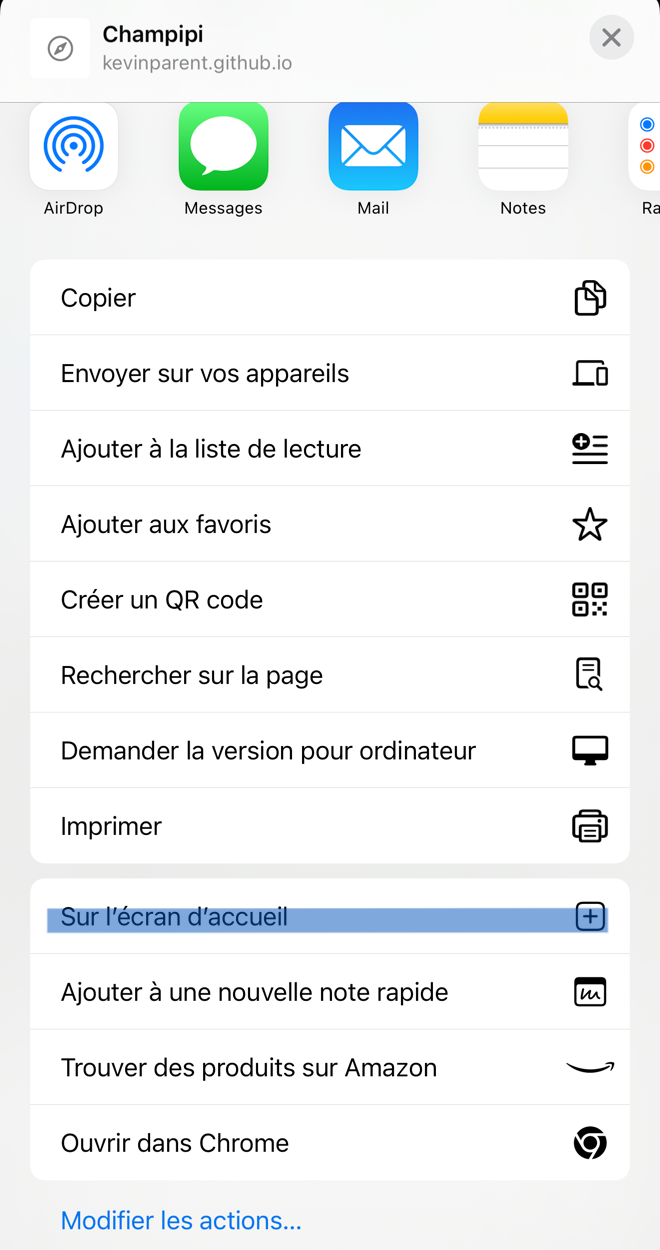 Champipi
kevinparent.github.io
AirDrop
Messages
Mail
Notes
Ra
Copier
Envoyer sur vos appareils
Ajouter à la liste de lecture
Ajouter aux favoris
Créer un QR code
Rechercher sur la page
Demander la version pour ordinateur
Imprimer
Sur l’écran d’accueil
Ajouter à une nouvelle note rapide
Trouver des produits sur Amazon
Ouvrir dans Chrome
Modifier les actions...